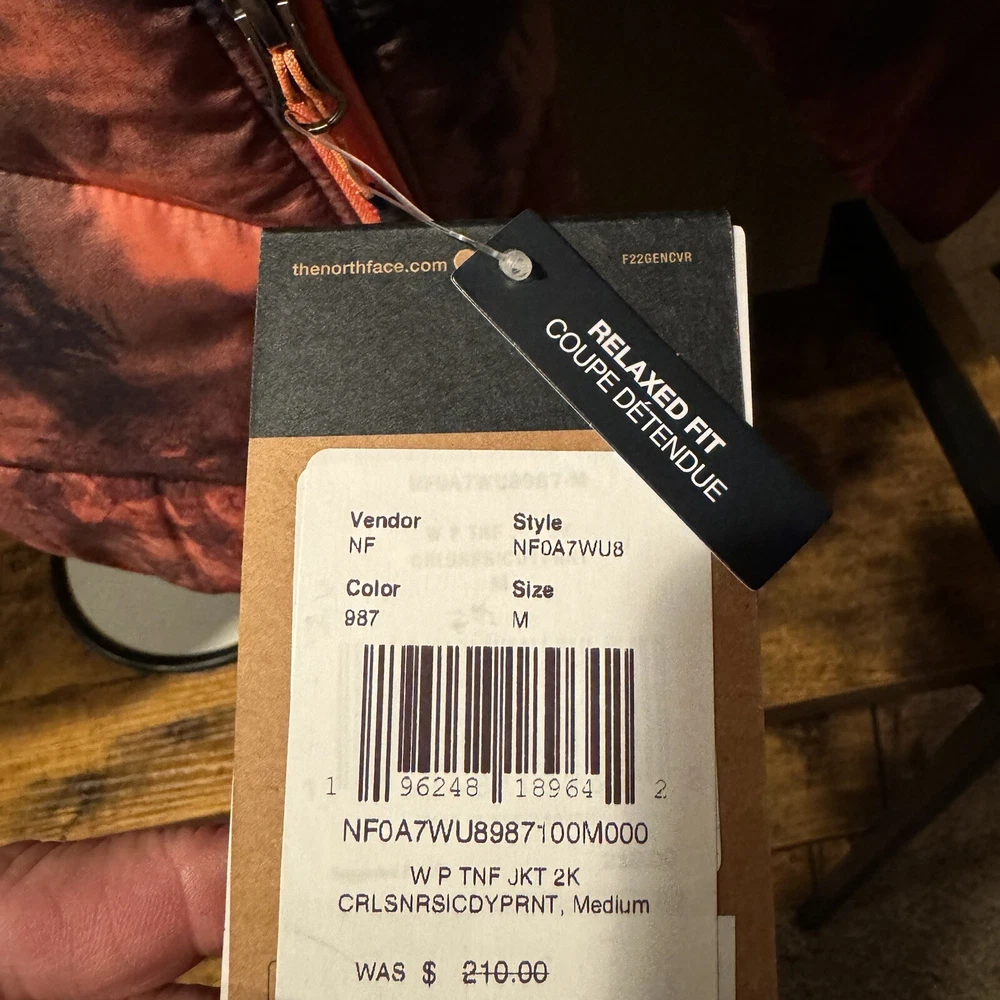 thenorthface.com
F22GENCVR
RELAXED FIT
COUPE DÉTENDUE
Vendor
NF
Style
NF0A7WU8
Color
987
Size
M
1 96248 18964 2
NF0A7WU8987100M000
W P TNF JKT 2K
CRLSNRSICDYPRNT, Medium
WAS $ 210.00